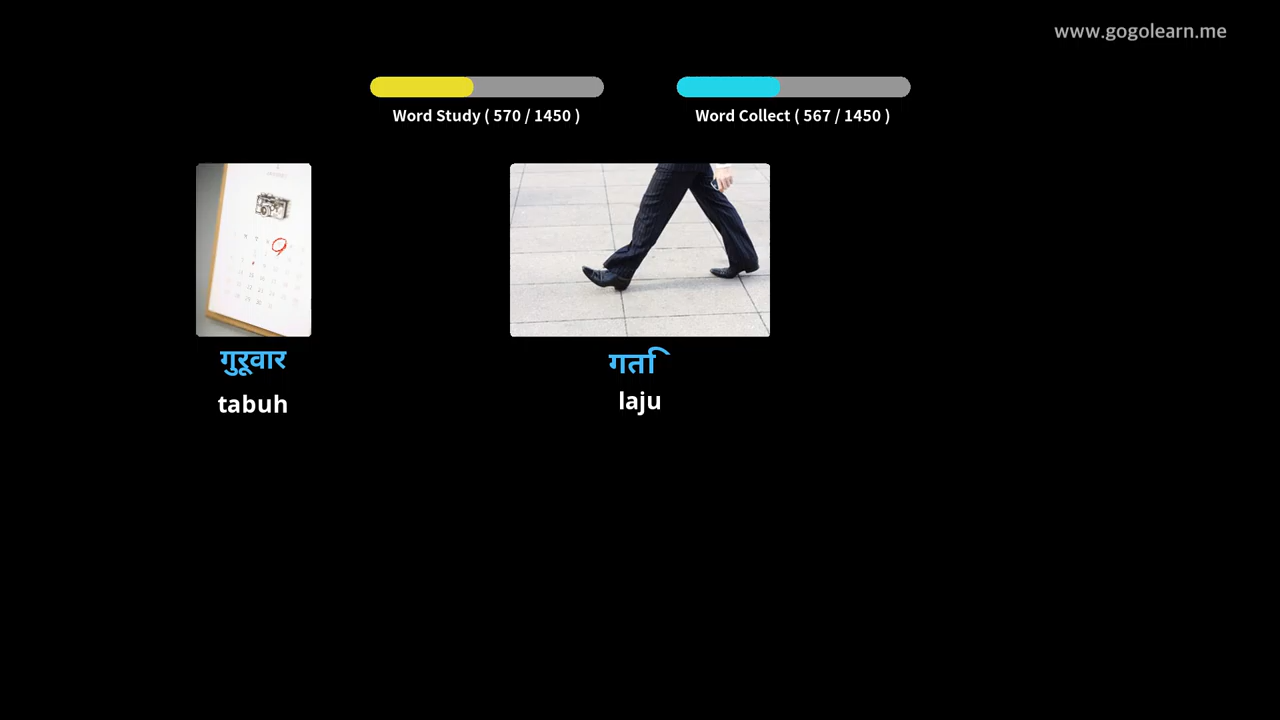 www.gogolearn.me
Word Study ( 570 / 1450 )
Word Collect ( 567 / 1450 )
गुरूवार
tabuh
गति
laju